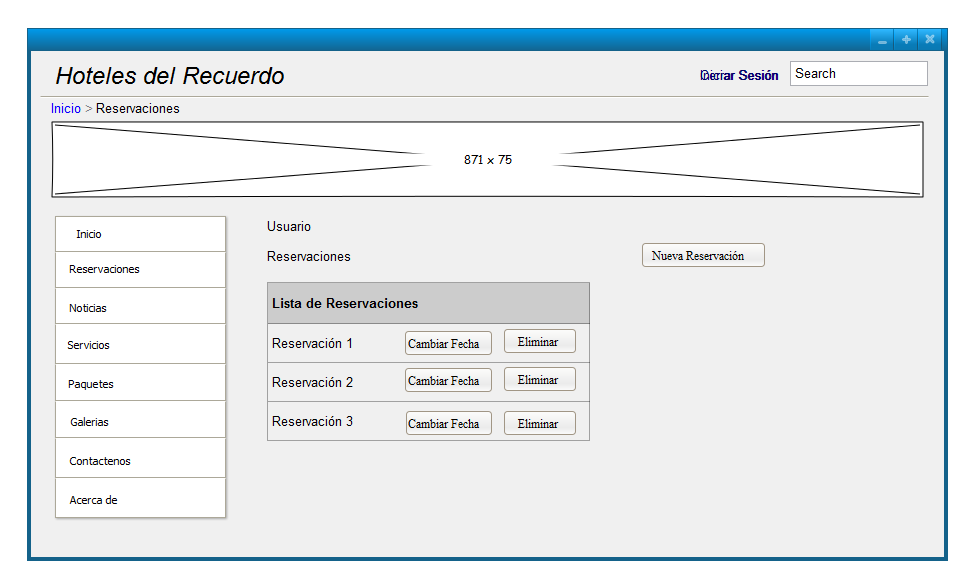 Hoteles del Recuerdo
Sesión
Search
Inicio > Reservaciones
871 x 75
Inicio
Reservaciones
Noticias
Servicios
Paquetes
Galerias
Contactenos
Acerca de
Usuario
Reservaciones
Nueva Reservación
Lista de Reservaciones
Reservación 1 Cambiar Fecha Eliminar
Reservación 2 Cambiar Fecha Eliminar
Reservación 3 Cambiar Fecha Eliminar